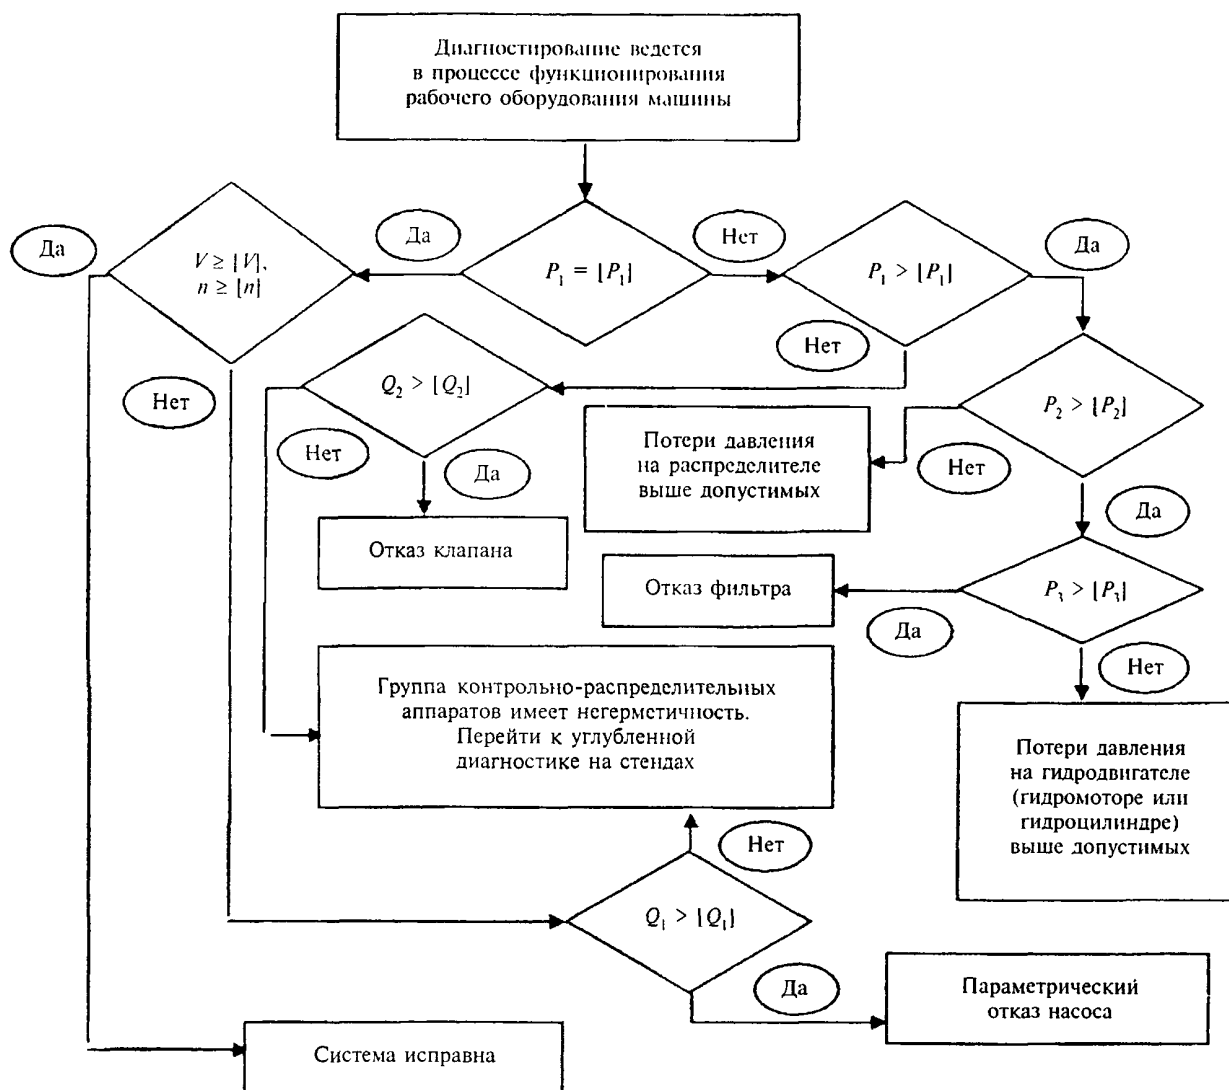 Диагностирование ведется
в процессе функционирования
рабочего оборудования машины
Да
V ≥ [V],
n ≥ [n]
Да
P₁ = [P₁]
Нет
P₁ > [P₁]
Да
Нет
Q₂ > [Q₂]
Нет
Нет
Да
Потери давления
на распределителе
выше допустимых
Нет
P₂ > [P₂]
Да
Отказ клапана
Отказ фильтра
Да
P₃ > [P₃]
Нет
Группа контрольно-распределительных
аппаратов имеет негерметичность.
Перейти к углубленной
диагностике на стендах
Потери давления
на гидродвигателе
(гидромоторе или
гидроцилиндре)
выше допустимых
Нет
Q₁ > [Q₁]
Да
Параметрический
отказ насоса
Система исправна